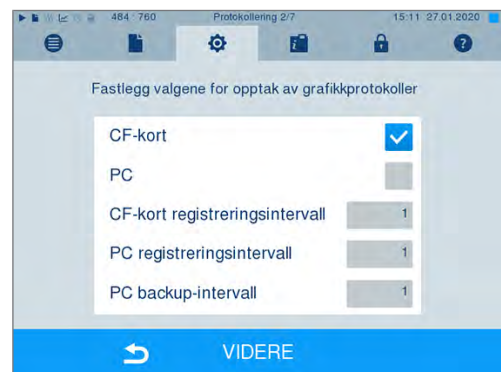 484 / 760 Protokollering 2/7 15:11 27.01.2020
Fastlegg valgene for opptak av grafikkprotokoller
CF-kort
PC
CF-kort registreringsintervall 1
PC registreringsintervall 1
PC backup-intervall 1
VIDERE